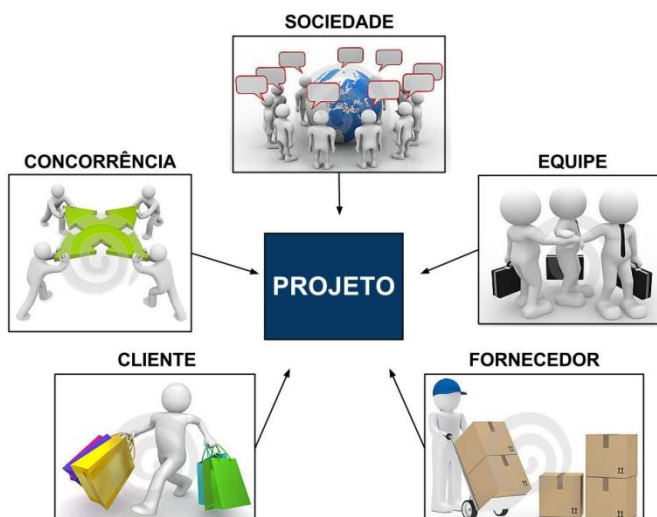 SOCIEDADE
CONCORRÊNCIA
EQUIPE
PROJETO
CLIENTE
FORNECEDOR